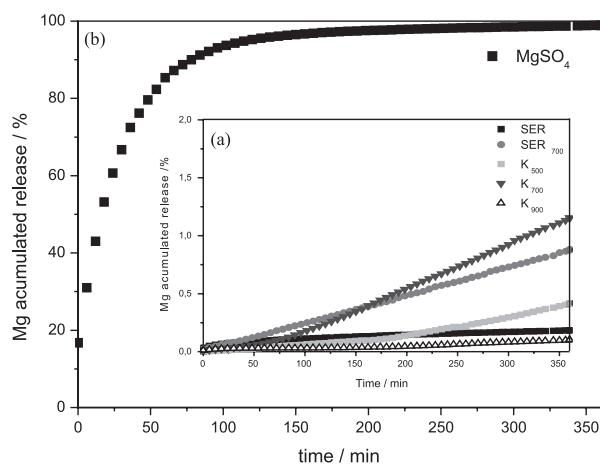 (b)
MgSO4
(a)
SER
SER 700
K500
K700
K900
Mg acumulated release /%
2,0
1,5
1,0
0,5
0,0
0 50 100 150 200 250 300 350
Time / min
Mg acumulated release / %
100
80
60
40
20
0
0 50 100 150 200 250 300 350
time / min